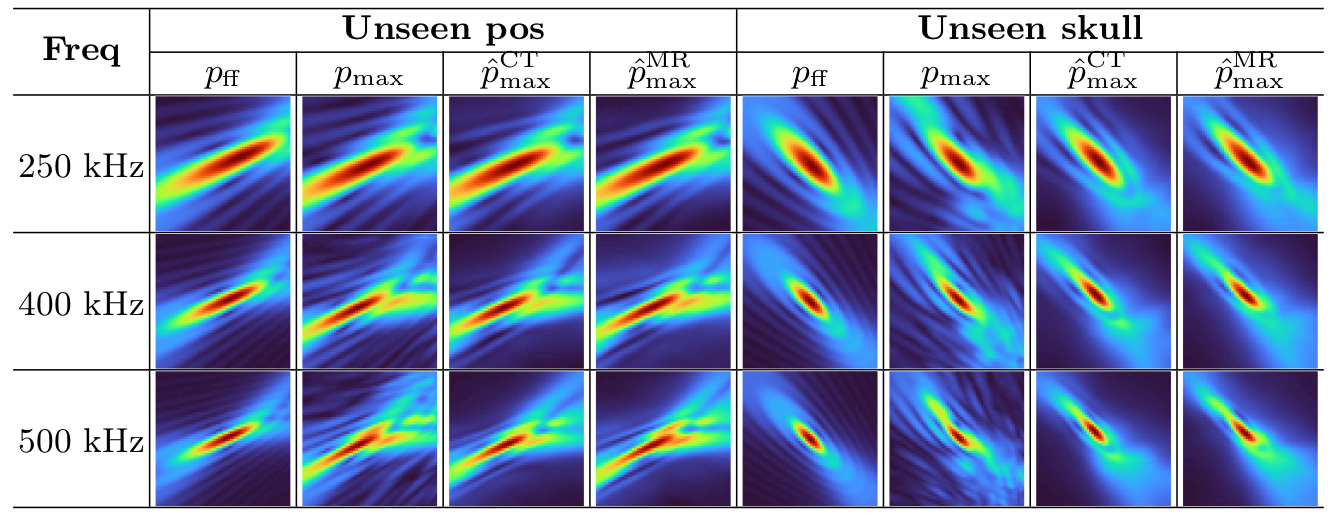 Freq Unseen pos Unseen skull
p_ff p_max p̂_max^CT p̂_max^MR p_ff p_max p̂_max^CT p̂_max^MR
250 kHz
400 kHz
500 kHz